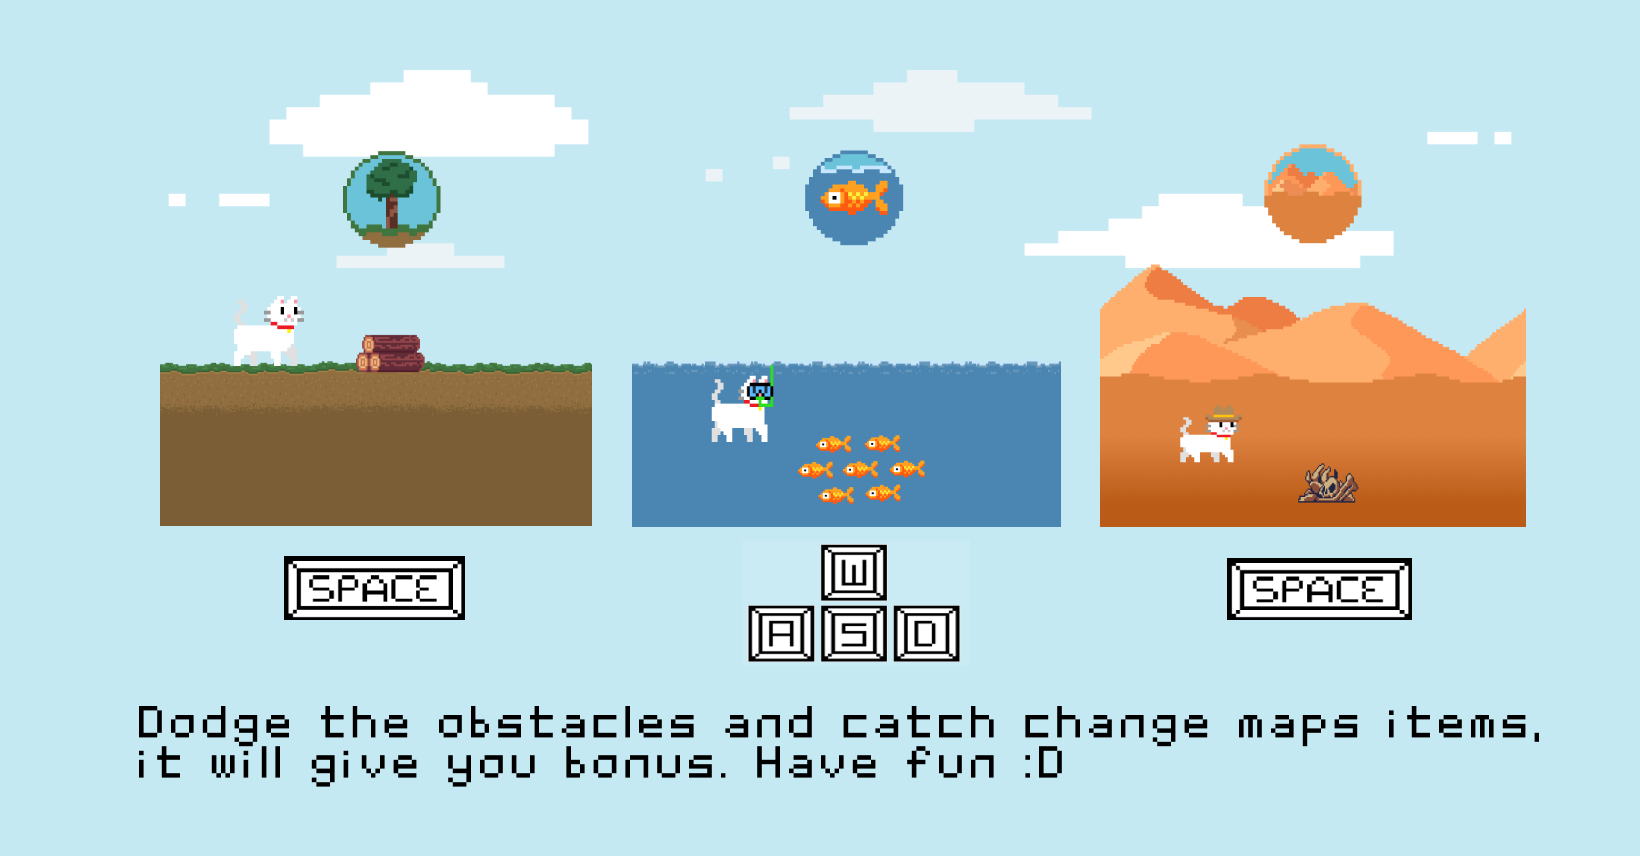 SPACE
W
A S D
SPACE
Dodge the obstacles and catch change maps items,
it will give you bonus. Have fun :D